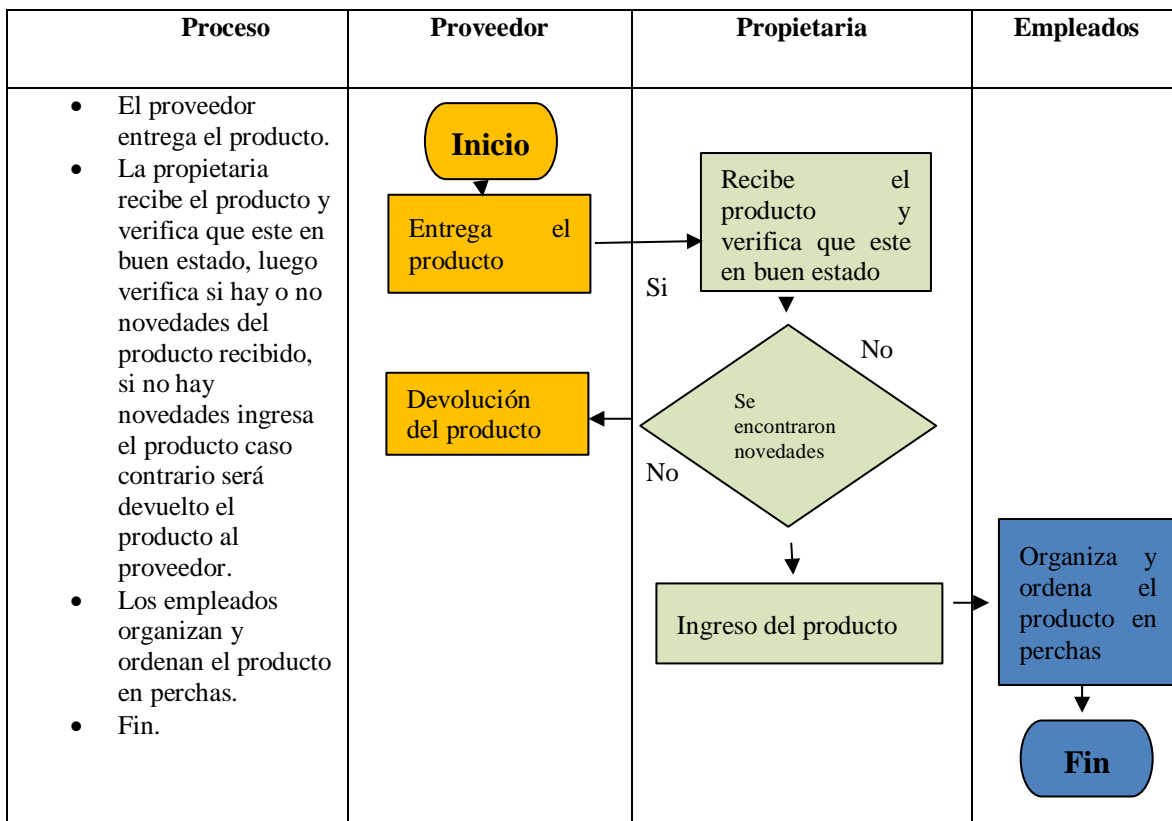 Proceso
Proveedor
Propietaria
Empleados
• El proveedor
entrega el producto.
• La propietaria
recibe el producto y
verifica que este en
buen estado, luego
verifica si hay o no
novedades del
producto recibido,
si no hay
novedades ingresa
el producto caso
contrario será
devuelto el
producto al
proveedor.
• Los empleados
organizan y
ordenan el producto
en perchas.
• Fin.
Inicio
Entrega el
producto
Recibe el
producto y
verifica que este
en buen estado
Si
No
Se
encontraron
novedades
Devolución
del producto
No
Ingreso del producto
Organiza y
ordena el
producto en
perchas
Fin